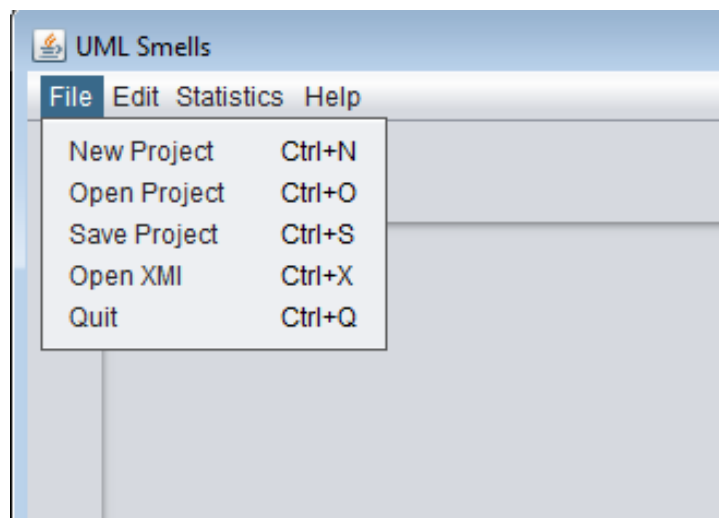 UML Smells
File Edit Statistics Help
New Project Ctrl+N
Open Project Ctrl+O
Save Project Ctrl+S
Open XMI Ctrl+X
Quit Ctrl+Q